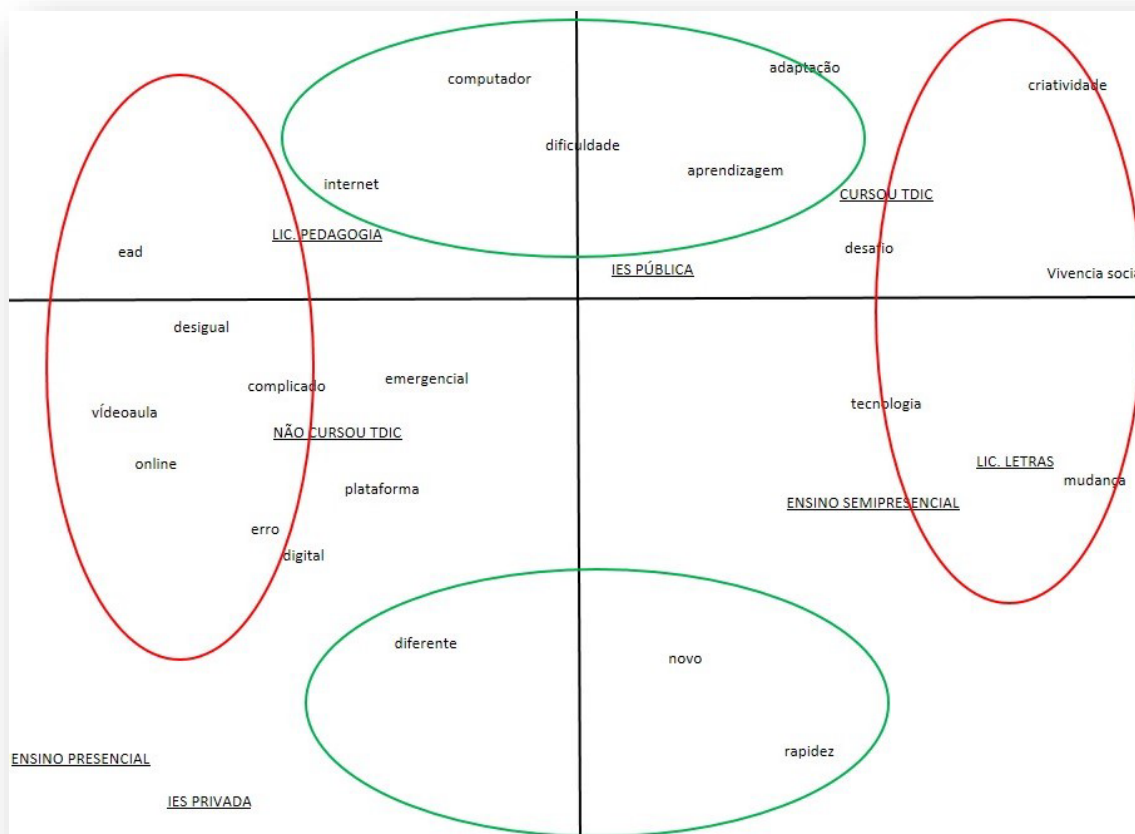 adaptação
computador
criatividade
dificuldade
aprendizagem
internet
CURSOU TDIC
LIC. PEDAGOGIA
desafio
ead
IES PÚBLICA
Vivencia socia
desigual
emergencial
complicado
tecnologia
vídeoaula
NÃO CURSOU TDIC
online
LIC. LETRAS
mudança
plataforma
ENSINO SEMIPRESENCIAL
erro
digital
diferente
novo
rapidez
ENSINO PRESENCIAL
IES PRIVADA